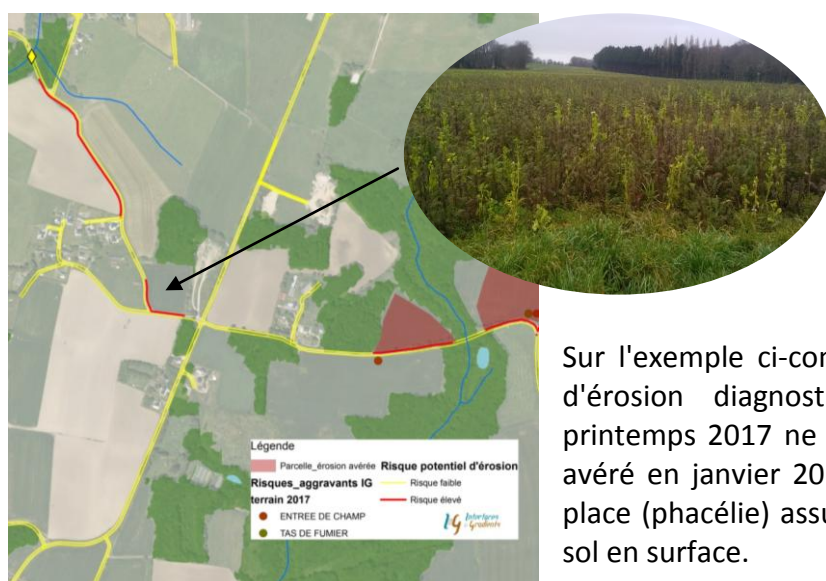 Légende
Parcelle_érosion avérée
Risques_aggravants IG
terrain 2017
ENTREE DE CHAMP
TAS DE FUMIER
Risque potentiel d'érosion
Risque faible
Risque élevé
Interfaces
Gradients
Sur l'exemple ci-con
d'érosion diagnost
printemps 2017 ne
avéré en janvier 20
place (phacélie) assu
sol en surface.